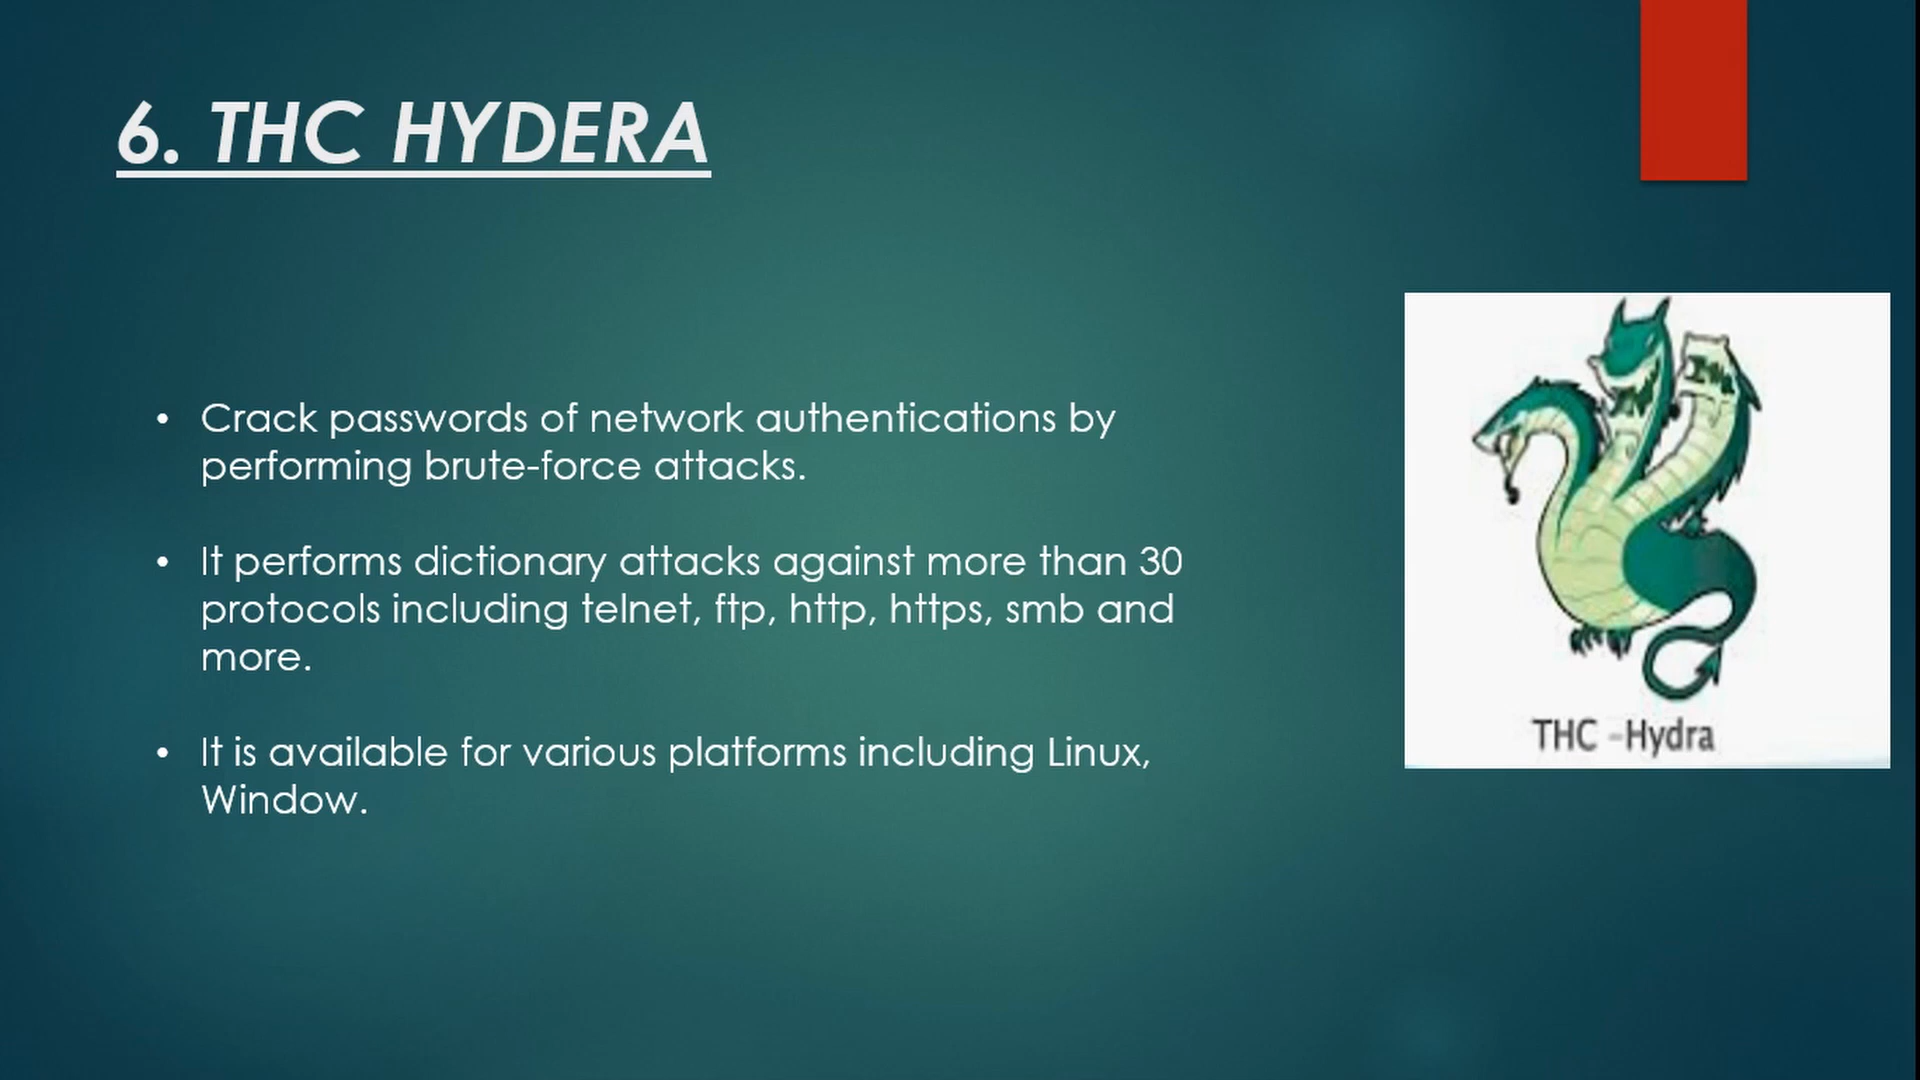 6. THC HYDERA
• Crack passwords of network authentications by
performing brute-force attacks.
• It performs dictionary attacks against more than 30
protocols including telnet, ftp, http, https, smb and
more.
• It is available for various platforms including Linux,
Window.
THC -Hydra